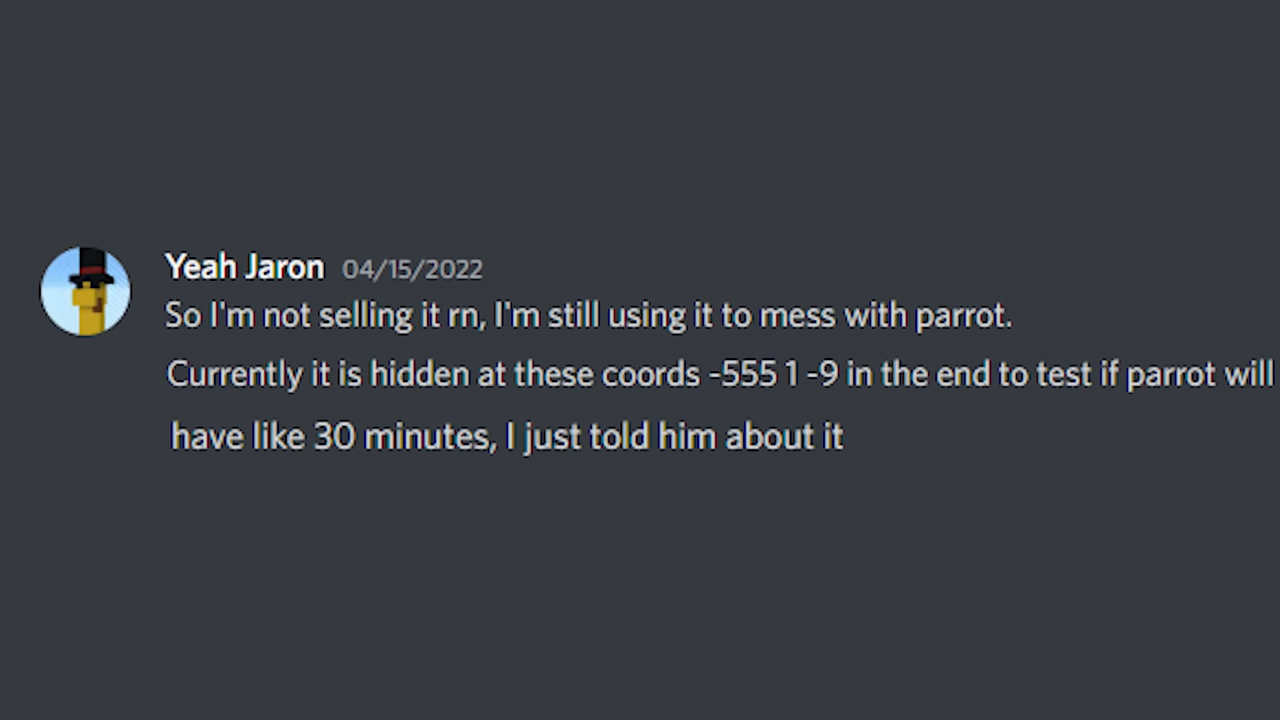 Yeah Jaron 04/15/2022
So I'm not selling it rn, I'm still using it to mess with parrot.
Currently it is hidden at these coords -555 1 -9 in the end to test if parrot will
have like 30 minutes, I just told him about it